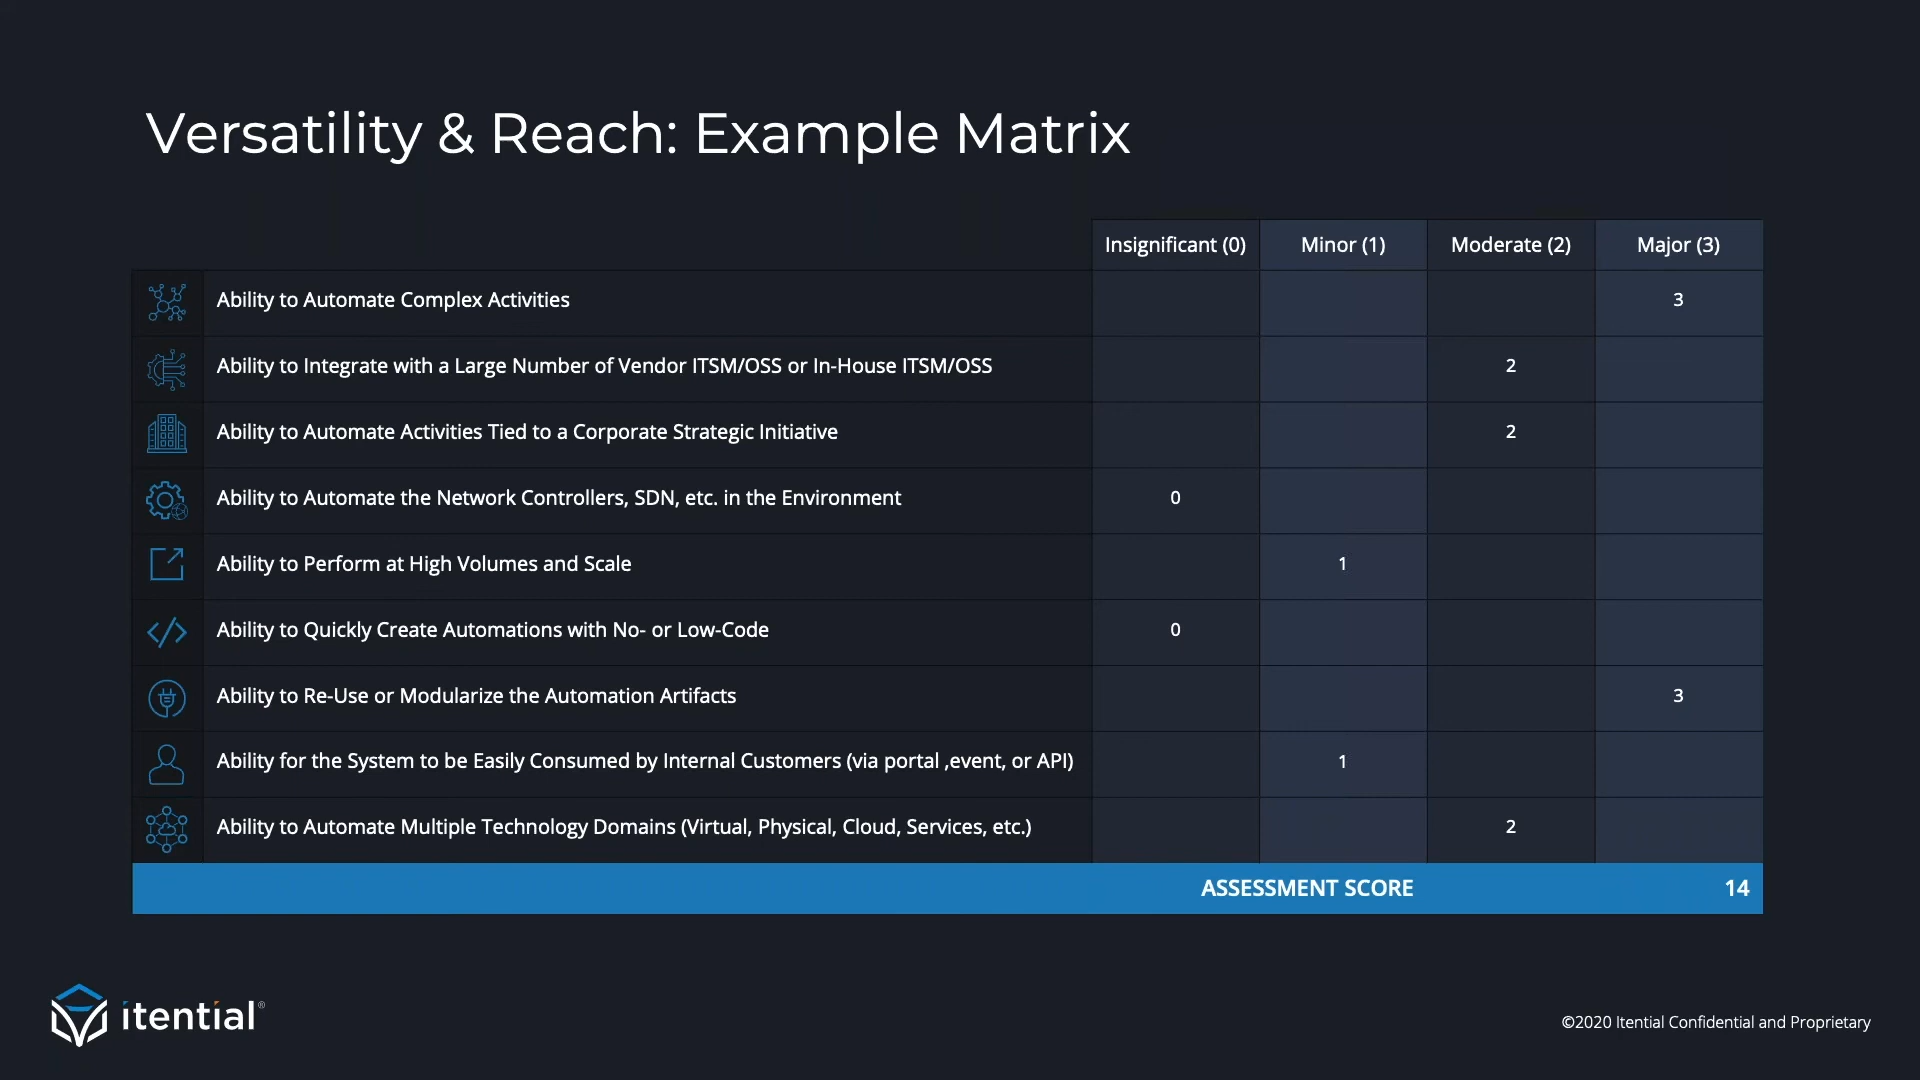 Versatility & Reach: Example Matrix
Insignificant (0) Minor (1) Moderate (2) Major (3)
Ability to Automate Complex Activities 3
Ability to Integrate with a Large Number of Vendor ITSM/OSS or In-House ITSM/OSS 2
Ability to Automate Activities Tied to a Corporate Strategic Initiative 2
Ability to Automate the Network Controllers, SDN, etc. in the Environment 0
Ability to Perform at High Volumes and Scale 1
Ability to Quickly Create Automations with No- or Low-Code 0
Ability to Re-Use or Modularize the Automation Artifacts 3
Ability for the System to be Easily Consumed by Internal Customers (via portal ,event, or API) 1
Ability to Automate Multiple Technology Domains (Virtual, Physical, Cloud, Services, etc.) 2
ASSESSMENT SCORE 14
itential®
©2020 Itential Confidential and Proprietary